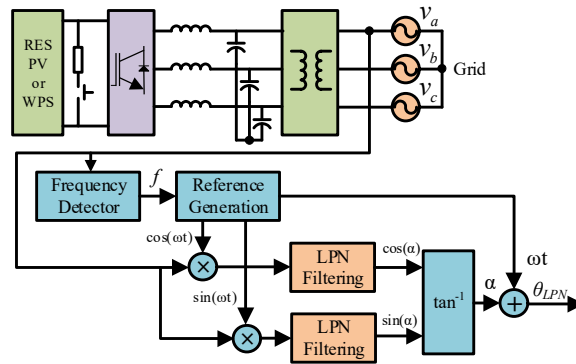 RES
PV
or
WPS
v_a
v_b
v_c
Grid
Frequency
Detector
f
Reference
Generation
cos(ωt)
sin(ωt)
×
×
LPN
Filtering
LPN
Filtering
cos(α)
sin(α)
tan⁻¹
α
ωt
+
θ_LPN